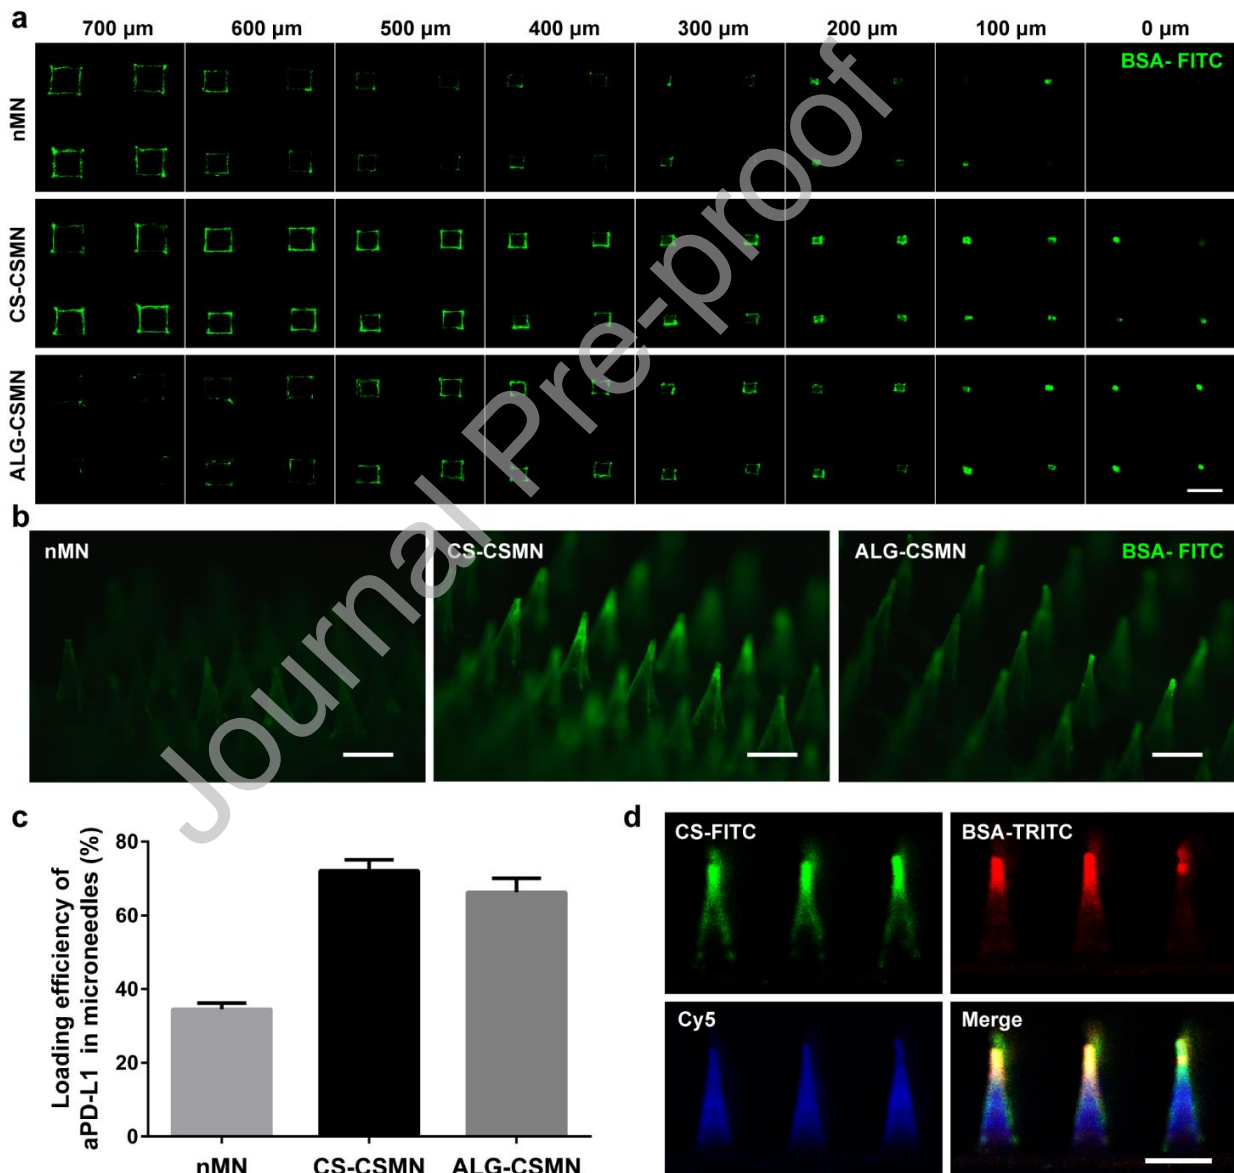 a
700 μm 600 μm 500 μm 400 μm 300 μm 200 μm 100 μm 0 μm
BSA- FITC
nMN
CS-CSMN
ALG-CSMN
b
nMN
CS-CSMN
ALG-CSMN
BSA- FITC
Journal Pre-proof
c
Loading efficiency of
aPD-L1 in microneedles (%)
80
60
40
20
0
nMN CS-CSMN ALG-CSMN
d
CS-FITC
BSA-TRITC
Cy5
Merge